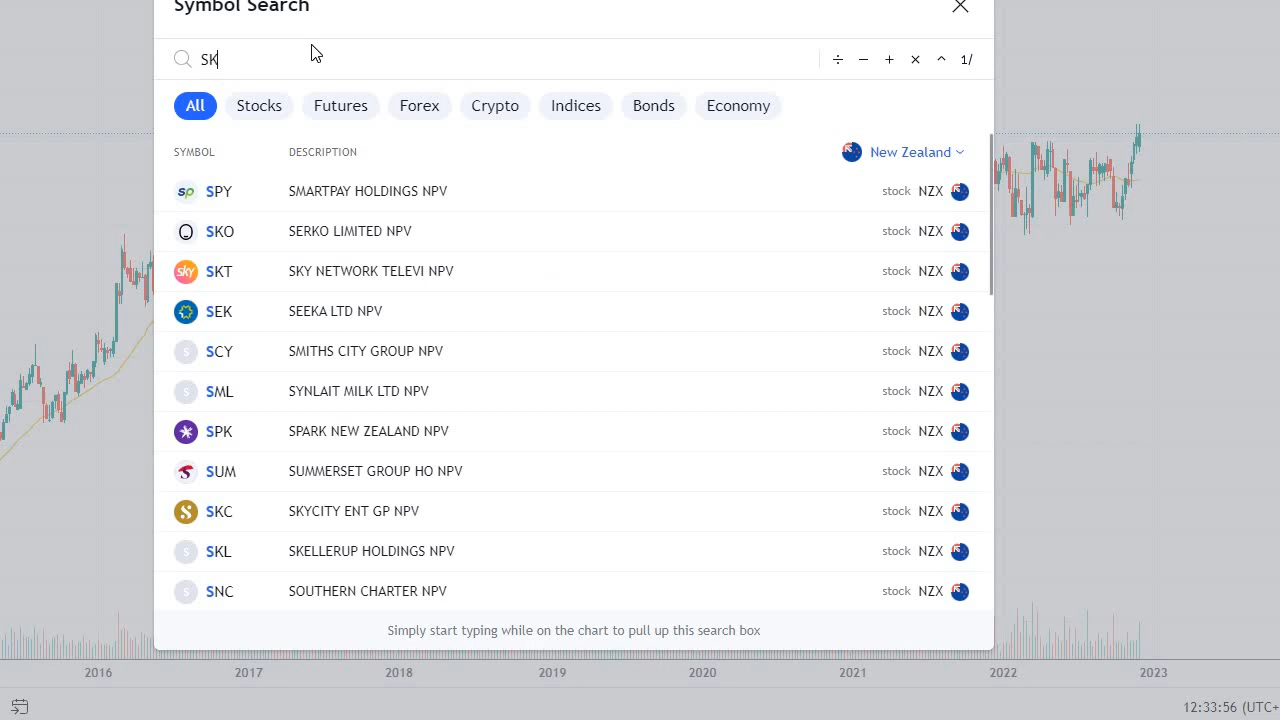 Symbol Search
SK
÷ − + × ^ 1/
All Stocks Futures Forex Crypto Indices Bonds Economy
SYMBOL DESCRIPTION New Zealand
sp SPY SMARTPAY HOLDINGS NPV stock NZX
SKO SERKO LIMITED NPV stock NZX
sky SKT SKY NETWORK TELEVI NPV stock NZX
SEK SEEKA LTD NPV stock NZX
S SCY SMITHS CITY GROUP NPV stock NZX
S SML SYNLAIT MILK LTD NPV stock NZX
SPK SPARK NEW ZEALAND NPV stock NZX
SUM SUMMERSET GROUP HO NPV stock NZX
SKC SKYCITY ENT GP NPV stock NZX
S SKL SKELLERUP HOLDINGS NPV stock NZX
S SNC SOUTHERN CHARTER NPV stock NZX
Simply start typing while on the chart to pull up this search box
2016 2017 2018 2019 2020 2021 2022 2023
12:33:56 (UTC+